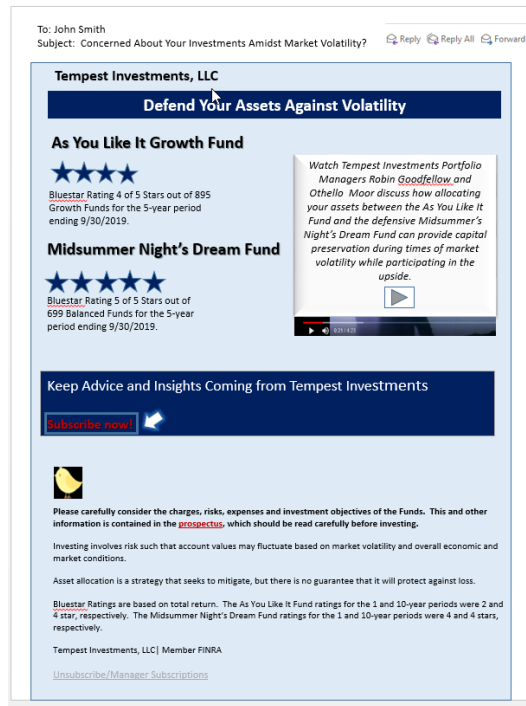 To: John Smith
Subject: Concerned About Your Investments Amidst Market Volatility?
Reply Reply All Forward
Tempest Investments, LLC
Defend Your Assets Against Volatility
As You Like It Growth Fund
Bluestar Rating 4 of 5 Stars out of 895
Growth Funds for the 5-year period
ending 9/30/2019.
Midsummer Night's Dream Fund
Bluestar Rating 5 of 5 Stars out of
699 Balanced Funds for the 5-year
period ending 9/30/2019.
Watch Tempest Investments Portfolio
Managers Robin Goodfellow and
Othello Moor discuss how allocating
your assets between the As You Like It
Fund and the defensive Midsummer's
Night's Dream Fund can provide capital
preservation during times of market
volatility while participating in the
upside.
Keep Advice and Insights Coming from Tempest Investments
Subscribe now!
Please carefully consider the charges, risks, expenses and investment objectives of the Funds. This and other
information is contained in the prospectus, which should be read carefully before investing.
Investing involves risk such that account values may fluctuate based on market volatility and overall economic and
market conditions.
Asset allocation is a strategy that seeks to mitigate, but there is no guarantee that it will protect against loss.
Bluestar Ratings are based on total return. The As You Like It Fund ratings for the 1 and 10-year periods were 2 and
4 star, respectively. The Midsummer Night's Dream Fund ratings for the 1 and 10-year periods were 4 and 4 stars,
respectively.
Tempest Investments, LLC| Member FINRA
Unsubscribe/Manager Subscriptions